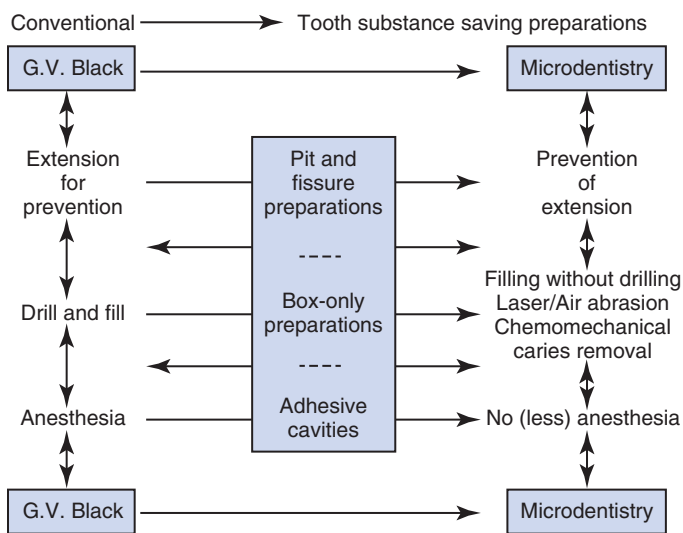 Conventional
Tooth substance saving preparations
G.V. Black
Microdentistry
Extension
for
prevention
Pit and
fissure
preparations
Prevention
of
extension
----
Drill and fill
Box-only
preparations
Filling without drilling
Laser/Air abrasion
Chemomechanical
caries removal
----
Anesthesia
Adhesive
cavities
No (less) anesthesia
G.V. Black
Microdentistry